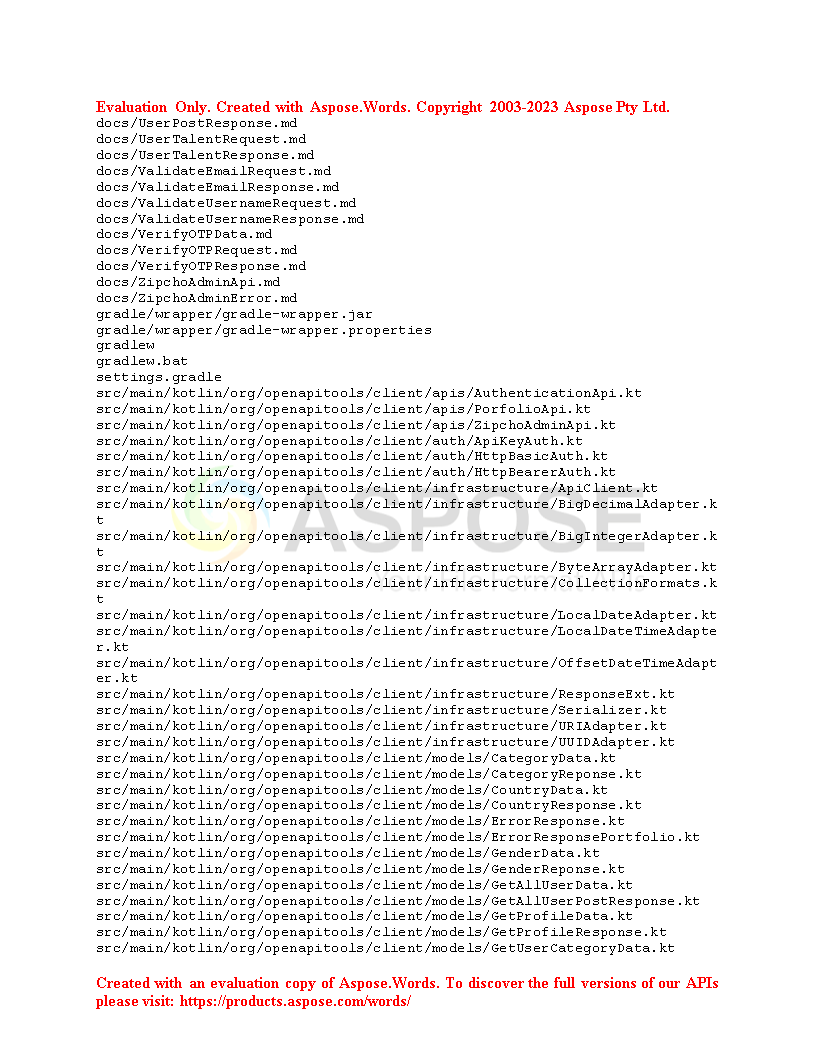 Evaluation Only. Created with Aspose.Words. Copyright 2003-2023 Aspose Pty Ltd.
docs/UserPostResponse.md
docs/UserTalentRequest.md
docs/UserTalentResponse.md
docs/ValidateEmailRequest.md
docs/ValidateEmailResponse.md
docs/ValidateUsernameRequest.md
docs/ValidateUsernameResponse.md
docs/VerifyOTPData.md
docs/VerifyOTPRequest.md
docs/VerifyOTPResponse.md
docs/ZipchoAdminApi.md
docs/ZipchoAdminError.md
gradle/wrapper/gradle-wrapper.jar
gradle/wrapper/gradle-wrapper.properties
gradlew
gradlew.bat
settings.gradle
src/main/kotlin/org/openapitools/client/apis/AuthenticationApi.kt
src/main/kotlin/org/openapitools/client/apis/PorfolioApi.kt
src/main/kotlin/org/openapitools/client/apis/ZipchoAdminApi.kt
src/main/kotlin/org/openapitools/client/auth/ApiKeyAuth.kt
src/main/kotlin/org/openapitools/client/auth/HttpBasicAuth.kt
src/main/kotlin/org/openapitools/client/auth/HttpBearerAuth.kt
src/main/kotlin/org/openapitools/client/infrastructure/ApiClient.kt
src/main/kotlin/org/openapitools/client/infrastructure/BigDecimalAdapter.k
t
ASPOSE
src/main/kotlin/org/openapitools/client/infrastructure/BigIntegerAdapter.k
t
src/main/kotlin/org/openapitools/client/infrastructure/ByteArrayAdapter.kt
src/main/kotlin/org/openapitools/client/infrastructure/CollectionFormats.k
t
src/main/kotlin/org/openapitools/client/infrastructure/LocalDateAdapter.kt
src/main/kotlin/org/openapitools/client/infrastructure/LocalDateTimeAdapte
r.kt
src/main/kotlin/org/openapitools/client/infrastructure/OffsetDateTimeAdapt
er.kt
src/main/kotlin/org/openapitools/client/infrastructure/ResponseExt.kt
src/main/kotlin/org/openapitools/client/infrastructure/Serializer.kt
src/main/kotlin/org/openapitools/client/infrastructure/URIAdapter.kt
src/main/kotlin/org/openapitools/client/infrastructure/UUIDAdapter.kt
src/main/kotlin/org/openapitools/client/models/CategoryData.kt
src/main/kotlin/org/openapitools/client/models/CategoryReponse.kt
src/main/kotlin/org/openapitools/client/models/CountryData.kt
src/main/kotlin/org/openapitools/client/models/CountryResponse.kt
src/main/kotlin/org/openapitools/client/models/ErrorResponse.kt
src/main/kotlin/org/openapitools/client/models/ErrorResponsePortfolio.kt
src/main/kotlin/org/openapitools/client/models/GenderData.kt
src/main/kotlin/org/openapitools/client/models/GenderReponse.kt
src/main/kotlin/org/openapitools/client/models/GetAllUserData.kt
src/main/kotlin/org/openapitools/client/models/GetAllUserPostResponse.kt
src/main/kotlin/org/openapitools/client/models/GetProfileData.kt
src/main/kotlin/org/openapitools/client/models/GetProfileResponse.kt
src/main/kotlin/org/openapitools/client/models/GetUserCategoryData.kt
Created with an evaluation copy of Aspose.Words. To discover the full versions of our APIs
please visit: https://products.aspose.com/words/